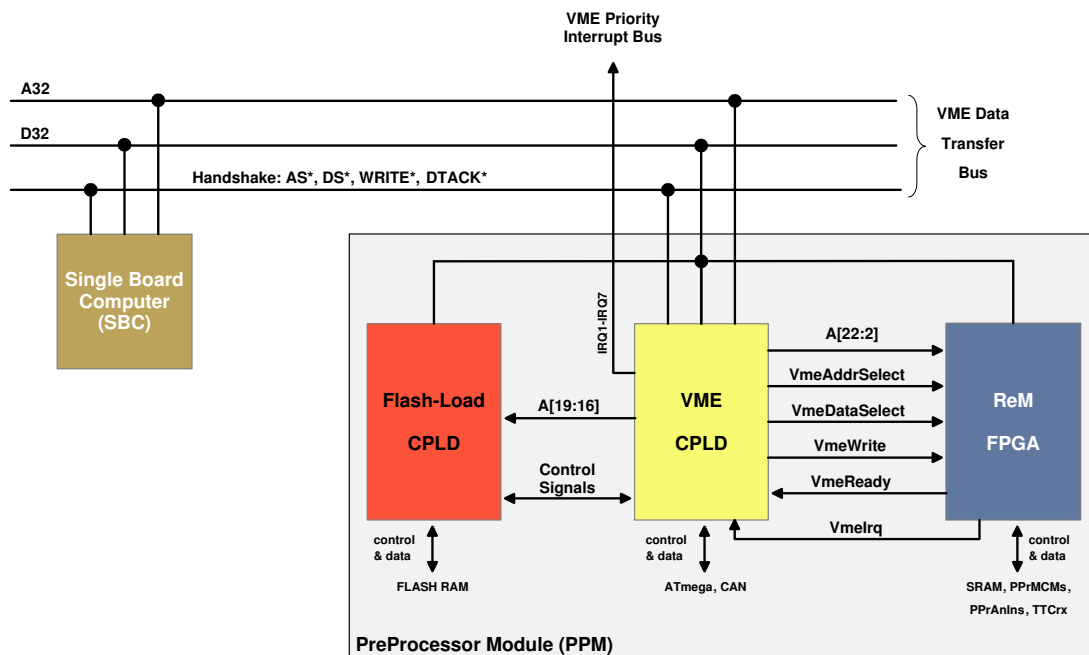 VME Priority
Interrupt Bus
A32
VME Data
D32
Transfer
Handshake: AS*, DS*, WRITE*, DTACK*
Bus
Single Board
Computer
(SBC)
IRQ1-IRQ7
A[22:2]
VmeAddrSelect
Flash-Load
CPLD
A[19:16]
VME
CPLD
VmeDataSelect
ReM
FPGA
VmeWrite
Control
Signals
VmeReady
VmeIrq
control
& data
control
& data
control
& data
FLASH RAM
ATmega, CAN
SRAM, PPrMCMs,
PPrAnIns, TTCrx
PreProcessor Module (PPM)